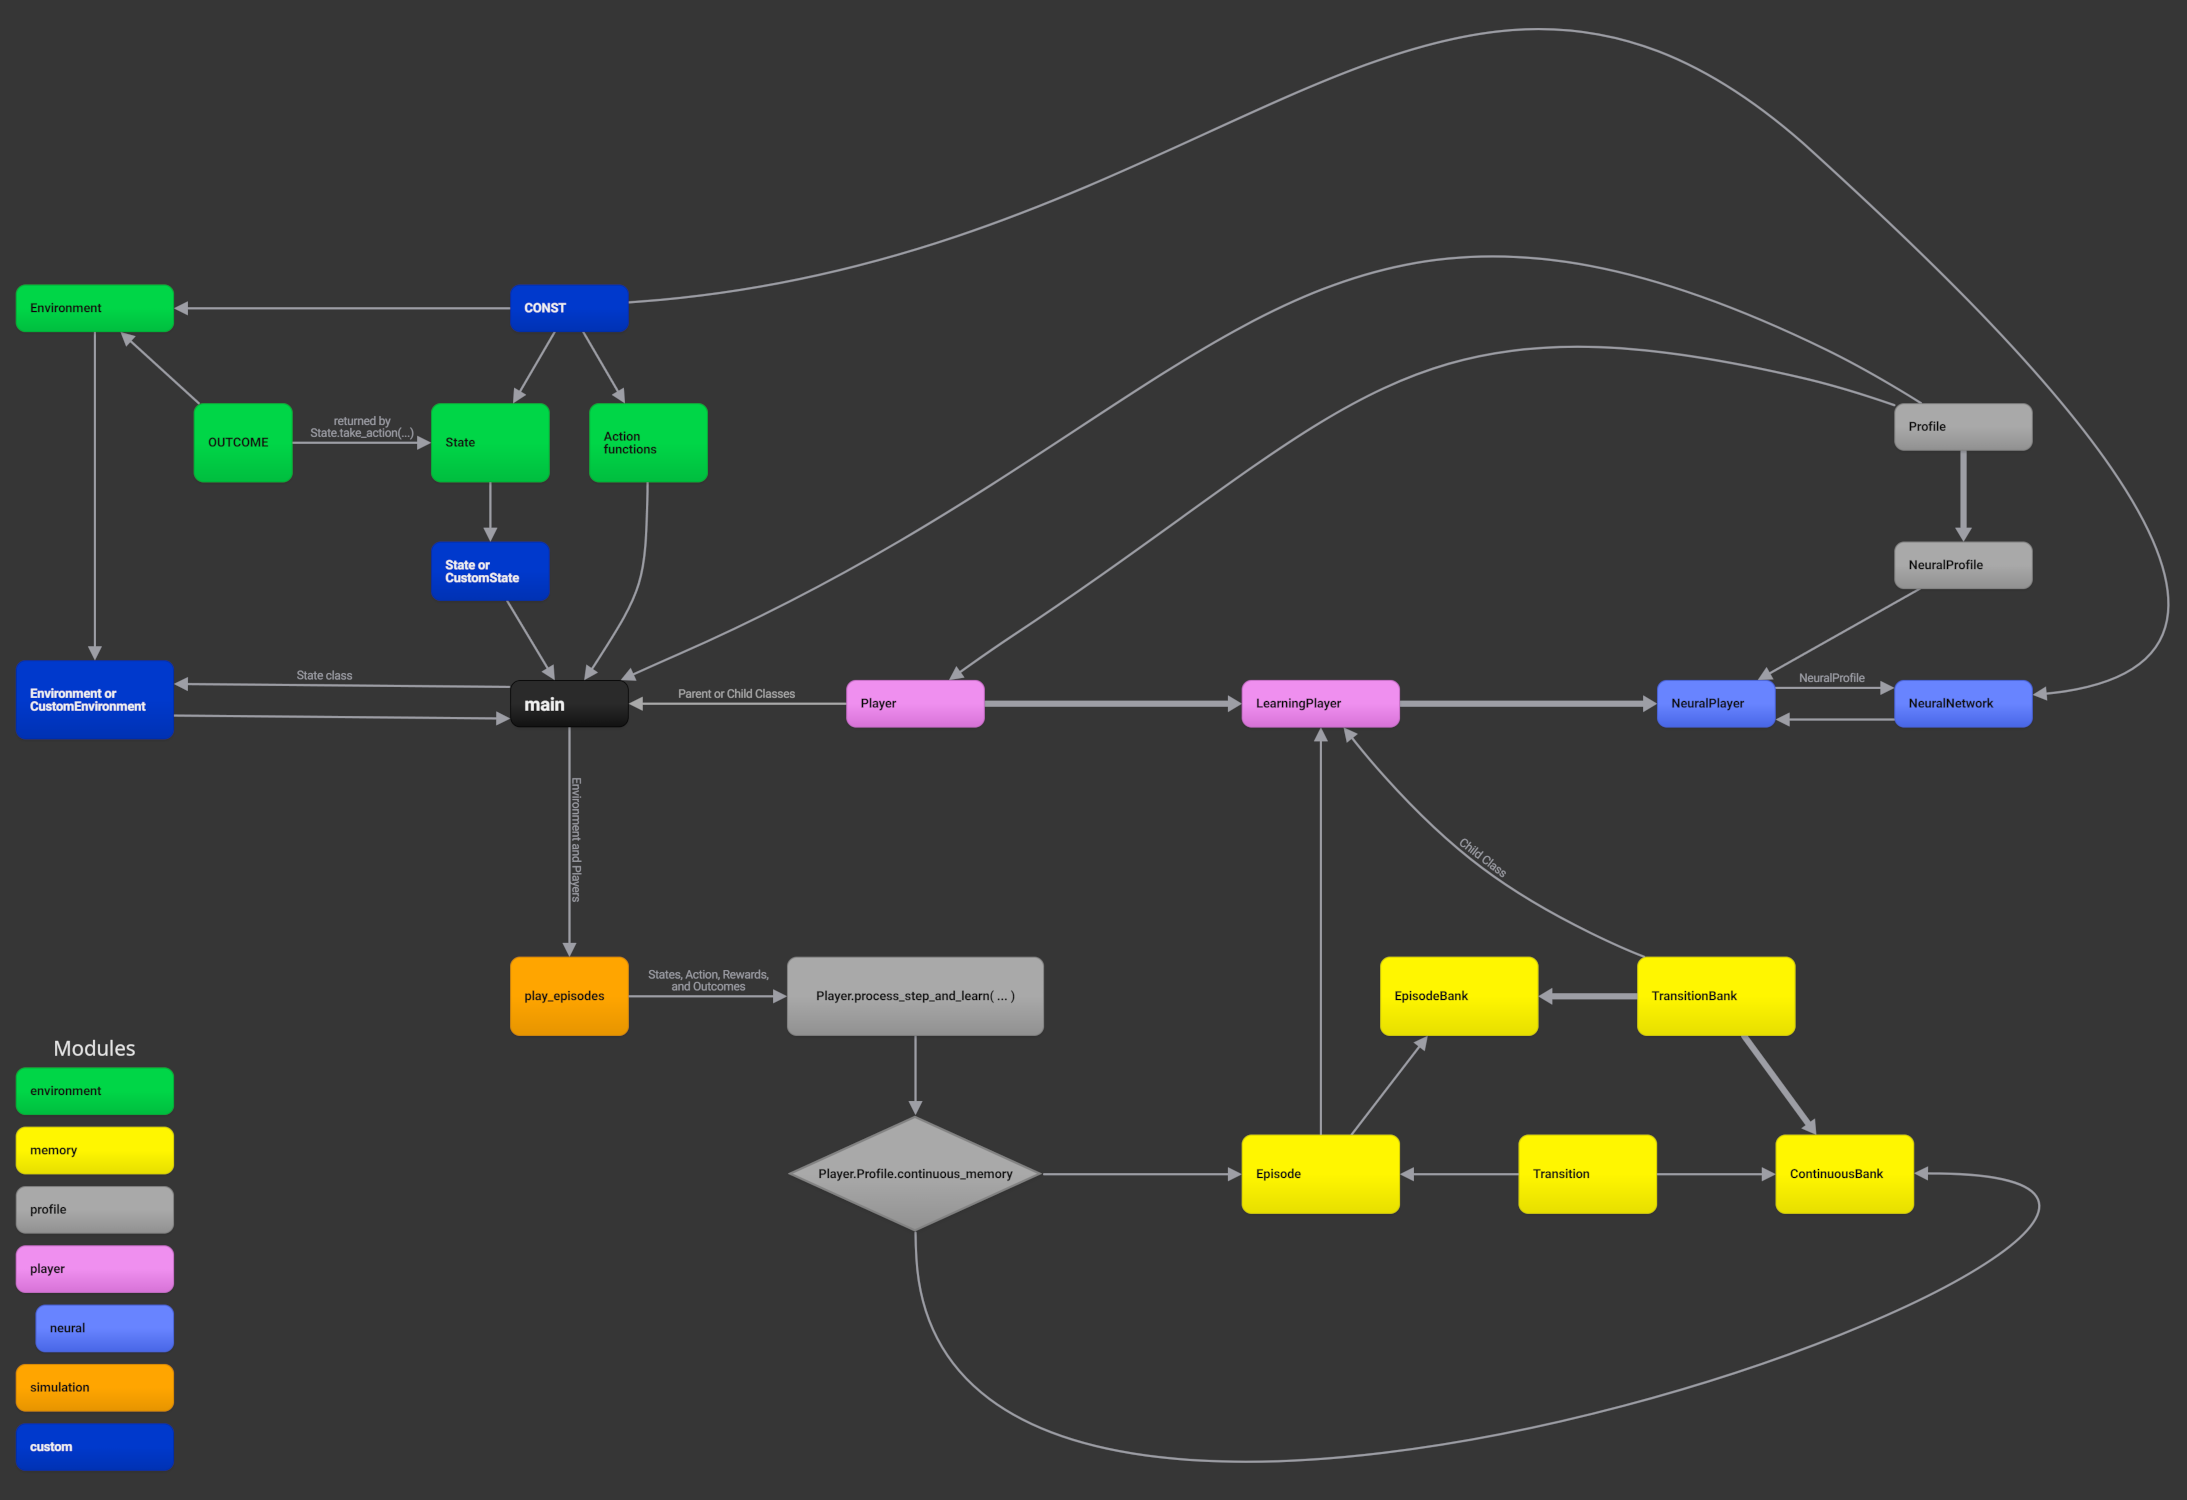 Environment
CONST
OUTCOME
returned by
State.take_action(...)
State
Action
functions
Profile
State or
CustomState
NeuralProfile
Environment or
CustomEnvironment
State class
main
Parent or Child Classes
Player
LearningPlayer
NeuralPlayer
NeuralProfile
NeuralNetwork
Environment and Players
Child Class
play_episodes
States, Action, Rewards,
and Outcomes
Player.process_step_and_learn( ... )
EpisodeBank
TransitionBank
Player.Profile.continuous_memory
Episode
Transition
ContinuousBank
Modules
environment
memory
profile
player
neural
simulation
custom